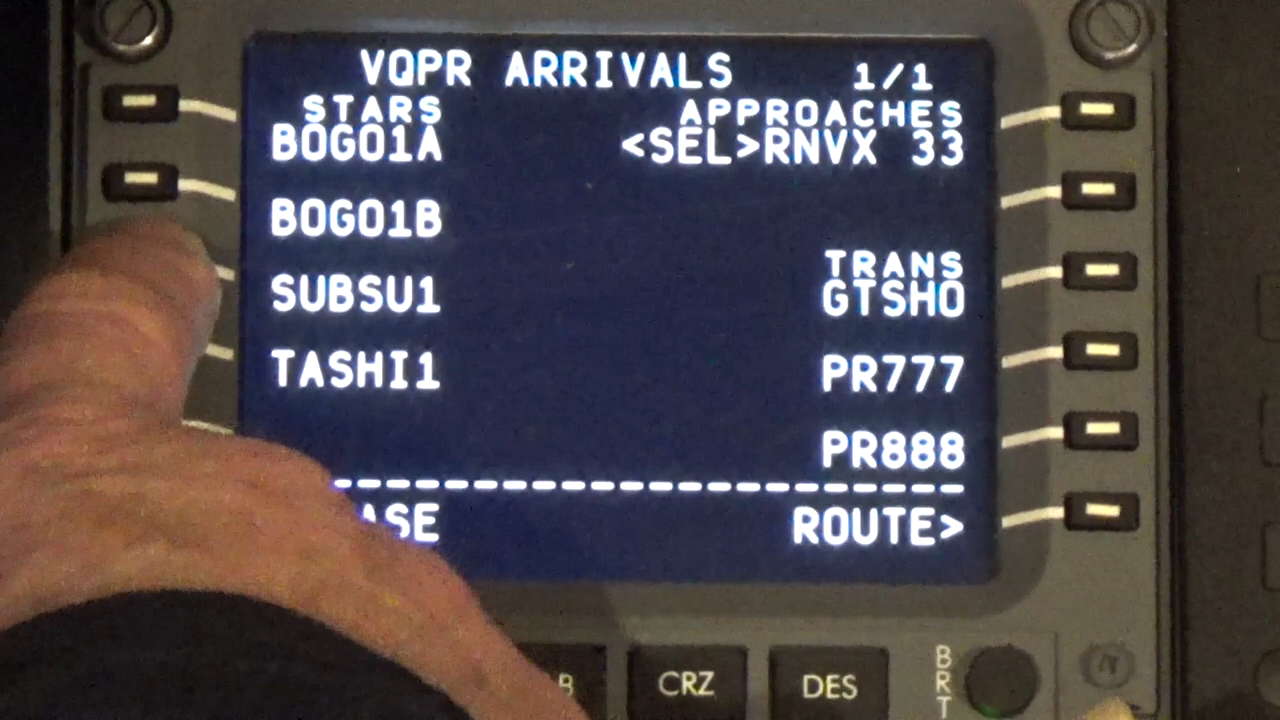 VQPR ARRIVALS 1/1
STARS APPROACHES
BOGO1A <SEL>RNVX 33
BOGO1B
SUBSU1 TRANS
GTSHO
TASHI1 PR777
PR888
------------------
ROUTE>
CRZ DES BRT